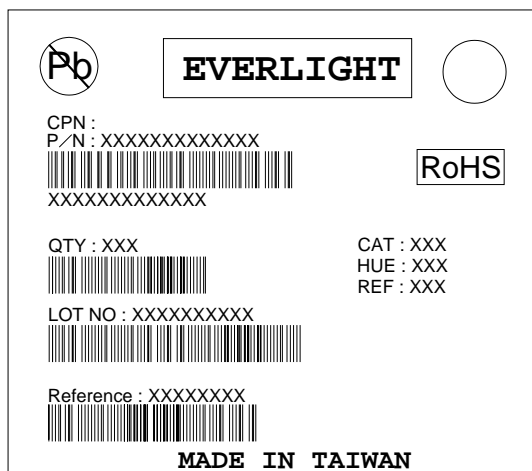 Pb
EVERLIGHT
CPN :
P/N : XXXXXXXXXXXXX
RoHS
XXXXXXXXXXXXX
QTY : XXX
CAT : XXX
HUE : XXX
REF : XXX
LOT NO : XXXXXXXXXX
Reference : XXXXXXXX
MADE IN TAIWAN